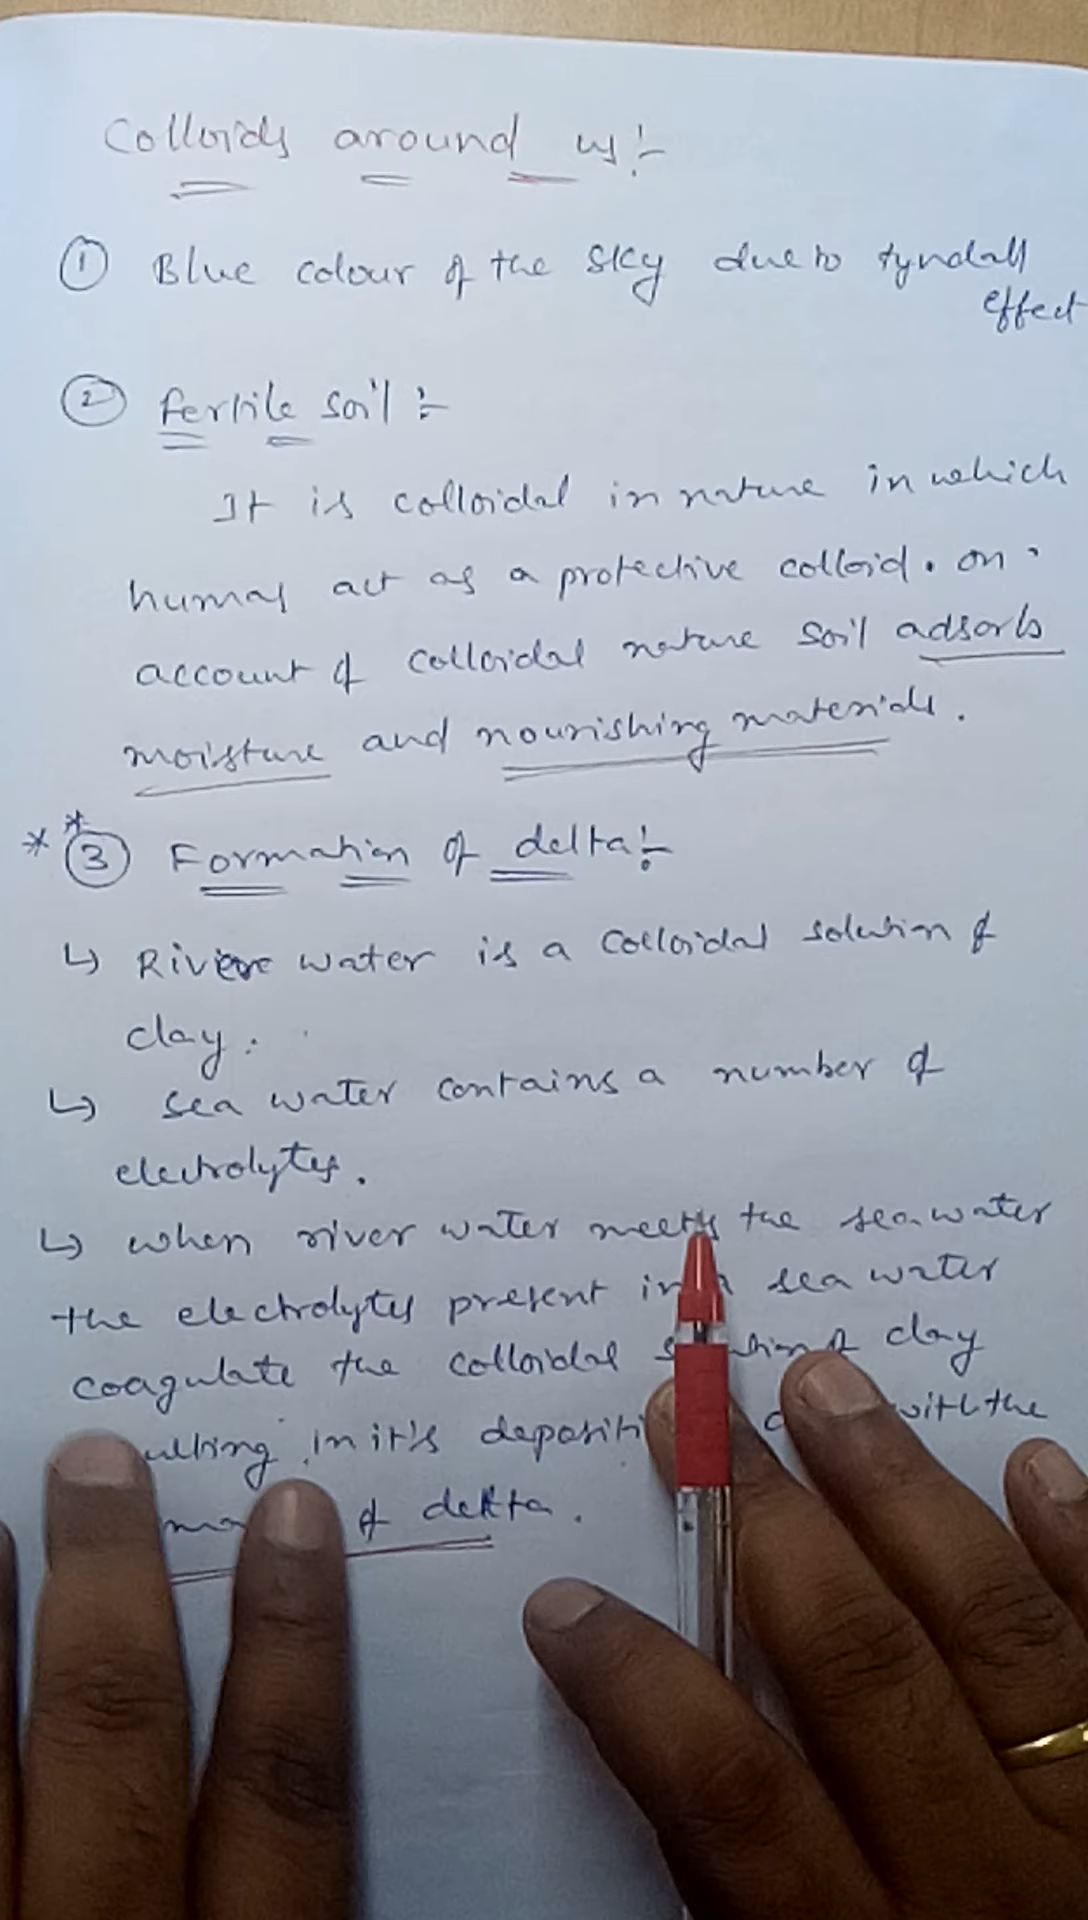 Colloids around us:-
① Blue colour of the sky due to tyndall
effect
② Fertile soil :-
It is colloidal in nature in which
humas act as a protective colloid. on
account of colloidal nature soil adsorbs
moisture and nourishing materials.
** ③ Formation of delta:-
↳ River water is a colloidal solution of
clay.
↳ sea water contains a number of
electrolytes.
↳ when river water meets the sea water
the electrolytes present in sea water
coagulate the colloidal clay
in it's with the
of delta.